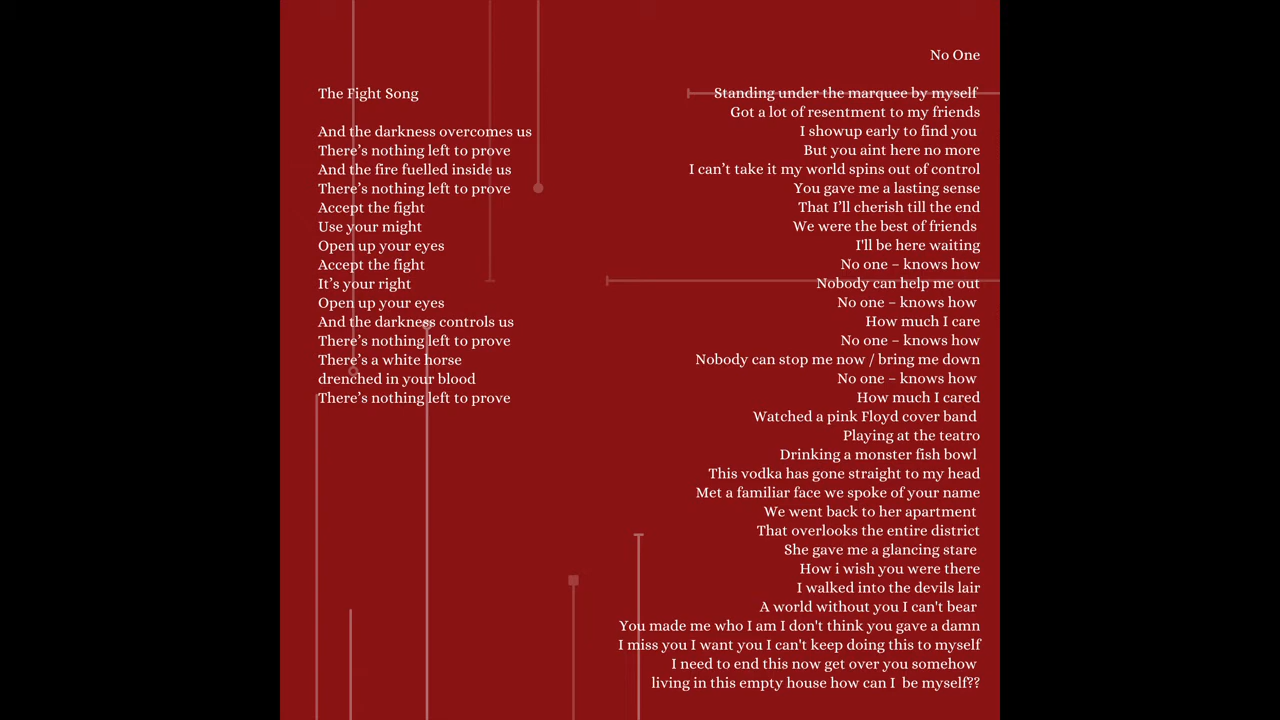 The Fight Song
And the darkness overcomes us
There's nothing left to prove
And the fire fuelled inside us
There's nothing left to prove
Accept the fight
Use your might
Open up your eyes
Accept the fight
It's your right
Open up your eyes
And the darkness controls us
There's nothing left to prove
There's a white horse
drenched in your blood
There's nothing left to prove
No One
Standing under the marquee by myself
Got a lot of resentment to my friends
I showup early to find you
But you aint here no more
I can't take it my world spins out of control
You gave me a lasting sense
That I'll cherish till the end
We were the best of friends
I'll be here waiting
No one – knows how
Nobody can help me out
No one – knows how
How much I care
No one – knows how
Nobody can stop me now / bring me down
No one – knows how
How much I cared
Watched a pink Floyd cover band
Playing at the teatro
Drinking a monster fish bowl
This vodka has gone straight to my head
Met a familiar face we spoke of your name
We went back to her apartment
That overlooks the entire district
She gave me a glancing stare
How i wish you were there
I walked into the devils lair
A world without you I can't bear
You made me who I am I don't think you gave a damn
I miss you I want you I can't keep doing this to myself
I need to end this now get over you somehow
living in this empty house how can I  be myself??